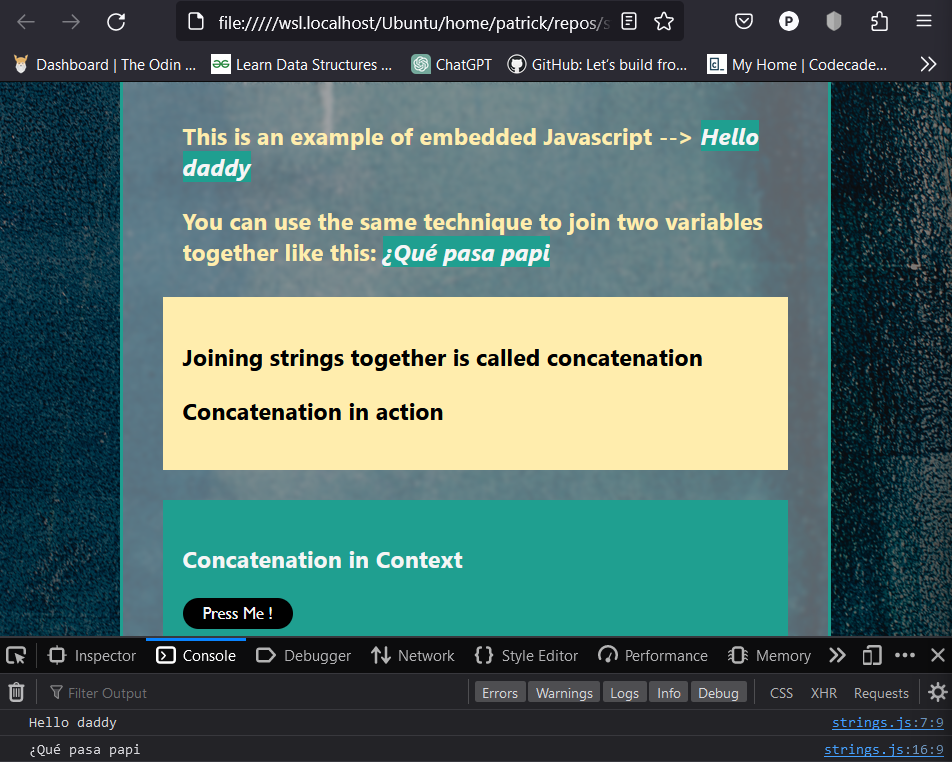 file://///wsl.localhost/Ubuntu/home/patrick/repos/s
P
Dashboard | The Odin ... Learn Data Structures ... ChatGPT GitHub: Let's build fro... My Home | Codecade...
This is an example of embedded Javascript --> Hello
daddy
You can use the same technique to join two variables
together like this: ¿Qué pasa papi
Joining strings together is called concatenation
Concatenation in action
Concatenation in Context
Press Me !
Inspector Console Debugger Network Style Editor Performance Memory
Filter Output Errors Warnings Logs Info Debug CSS XHR Requests
Hello daddy strings.js:7:9
¿Qué pasa papi strings.js:16:9